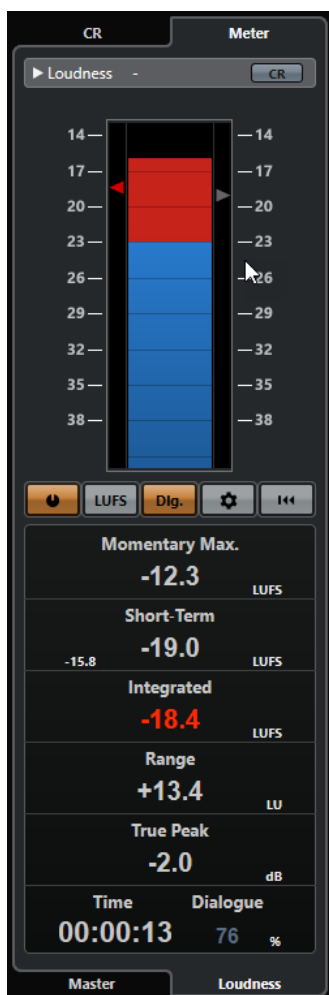 CR Meter
Loudness - CR
14 14
17 17
20 20
23 23
26 26
29 29
32 32
35 35
38 38
LUFS Dlg.
Momentary Max.
-12.3 LUFS
Short-Term
-15.8 -19.0 LUFS
Integrated
-18.4 LUFS
Range
+13.4 LU
True Peak
-2.0 dB
Time Dialogue
00:00:13 76 %
Master Loudness